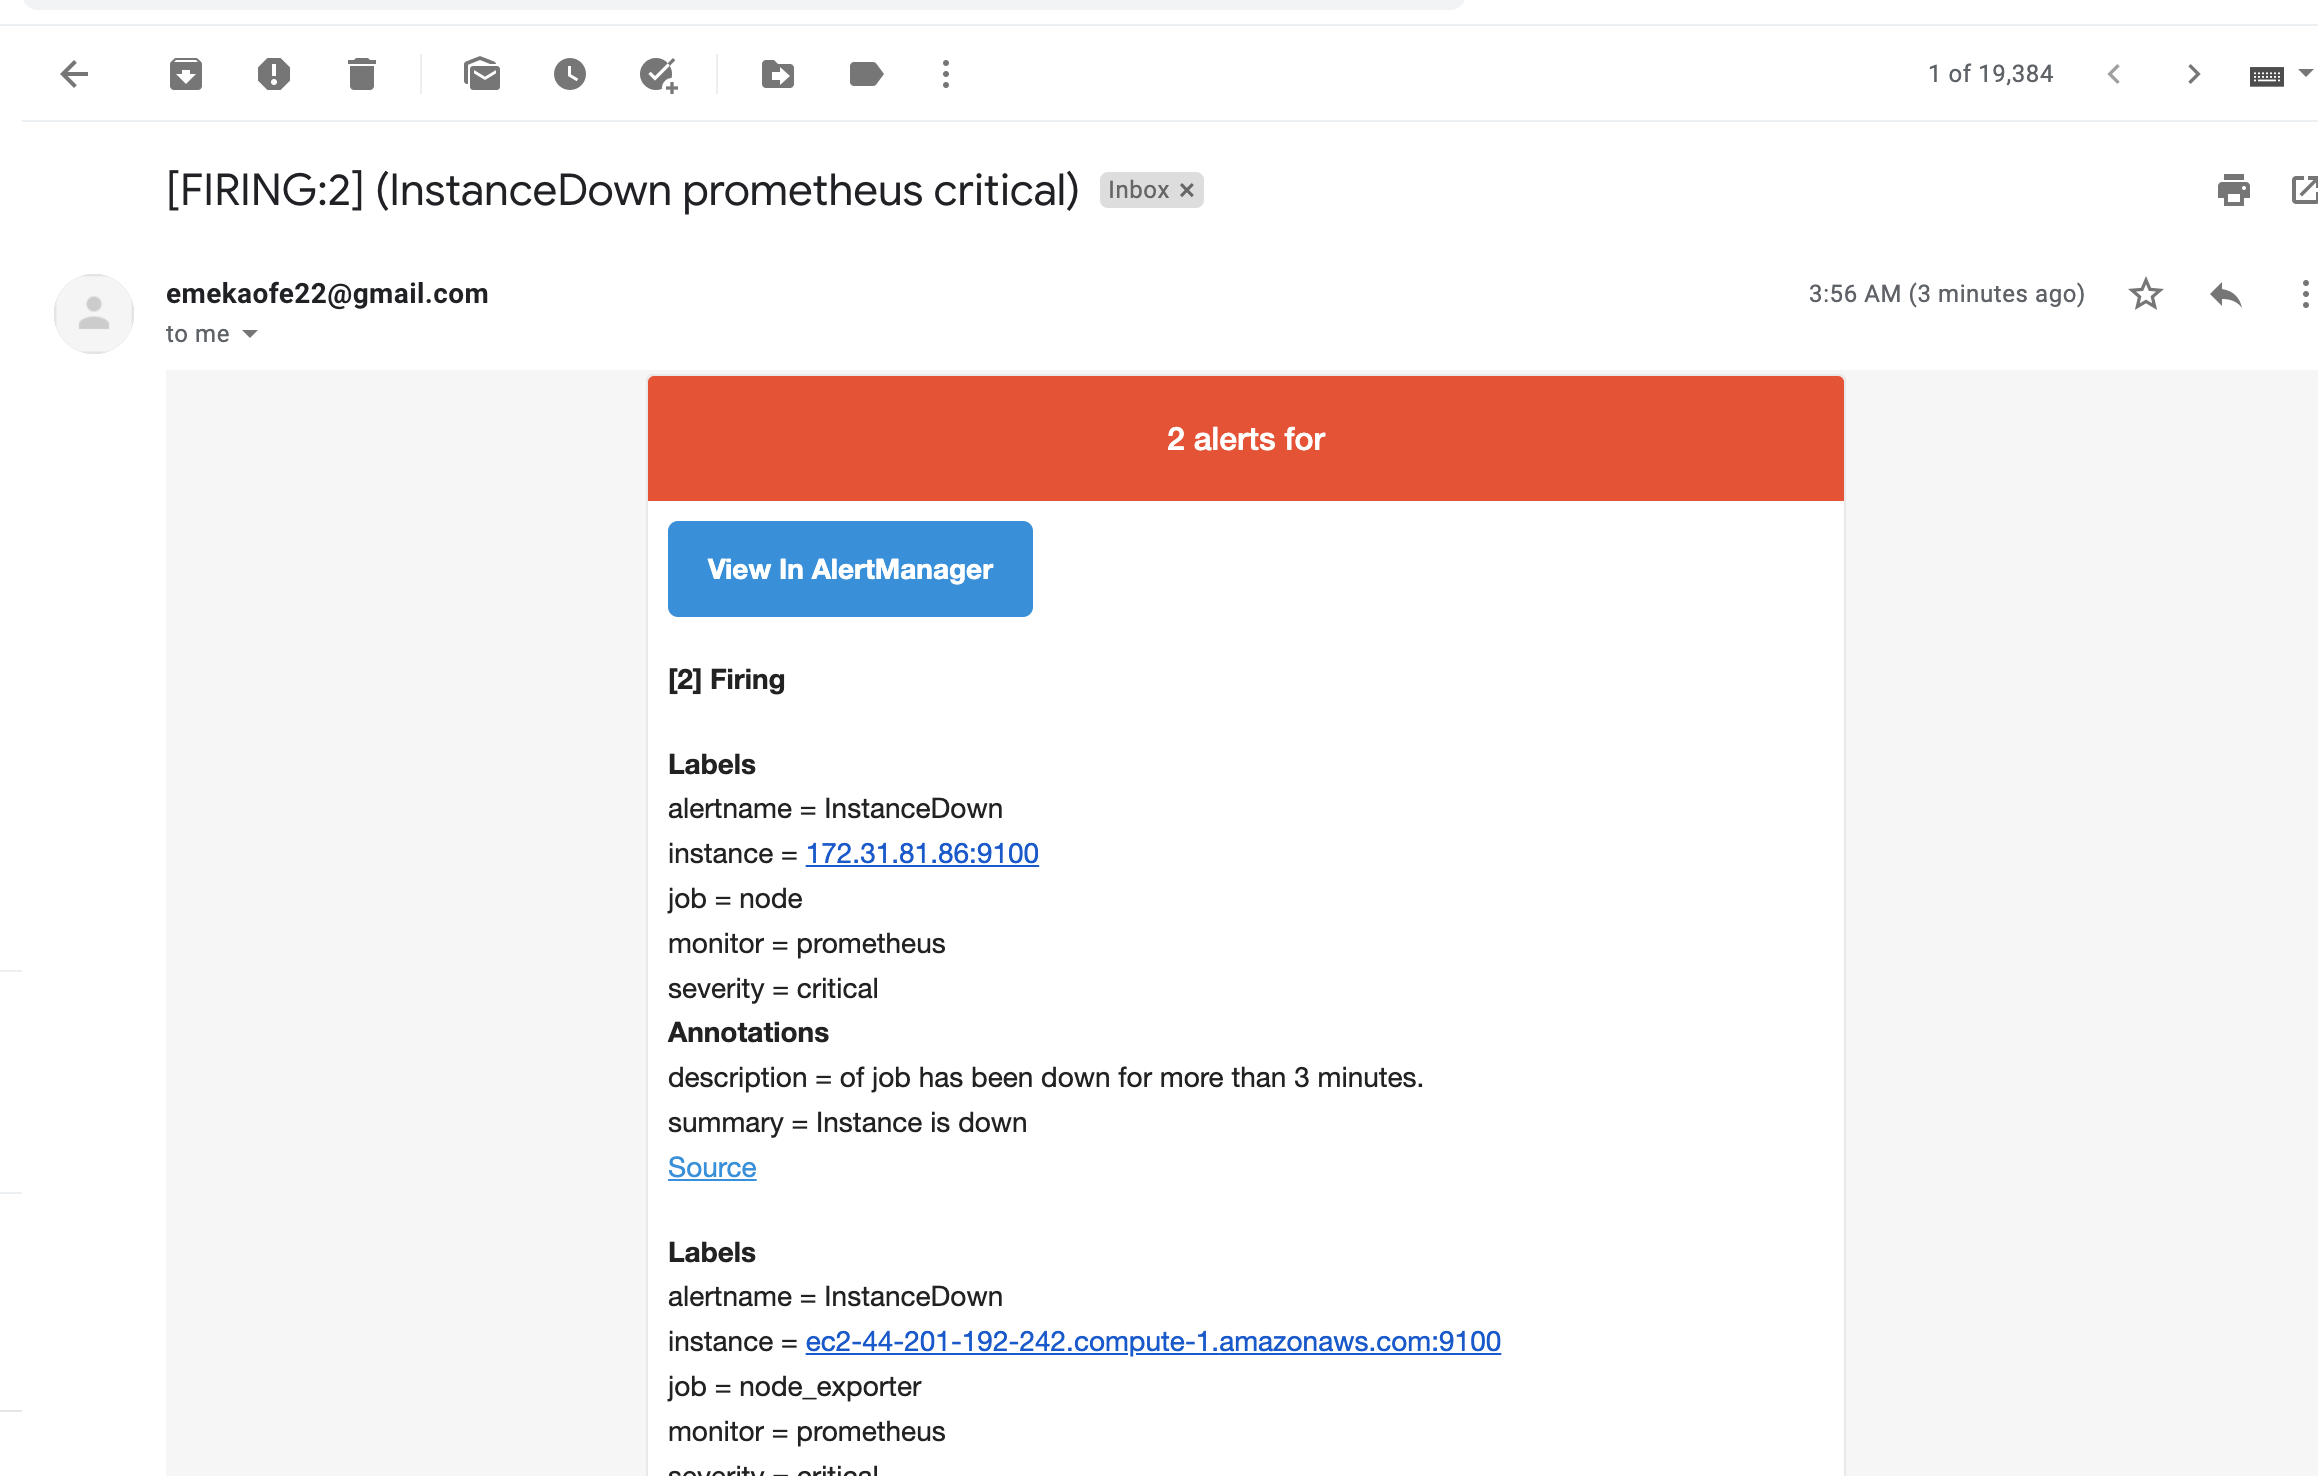 1 of 19,384
[FIRING:2] (InstanceDown prometheus critical) Inbox ×
emekaofe22@gmail.com
3:56 AM (3 minutes ago)
to me
2 alerts for
View In AlertManager
[2] Firing
Labels
alertname = InstanceDown
instance = 172.31.81.86:9100
job = node
monitor = prometheus
severity = critical
Annotations
description = of job has been down for more than 3 minutes.
summary = Instance is down
Source
Labels
alertname = InstanceDown
instance = ec2-44-201-192-242.compute-1.amazonaws.com:9100
job = node_exporter
monitor = prometheus
severity = critical